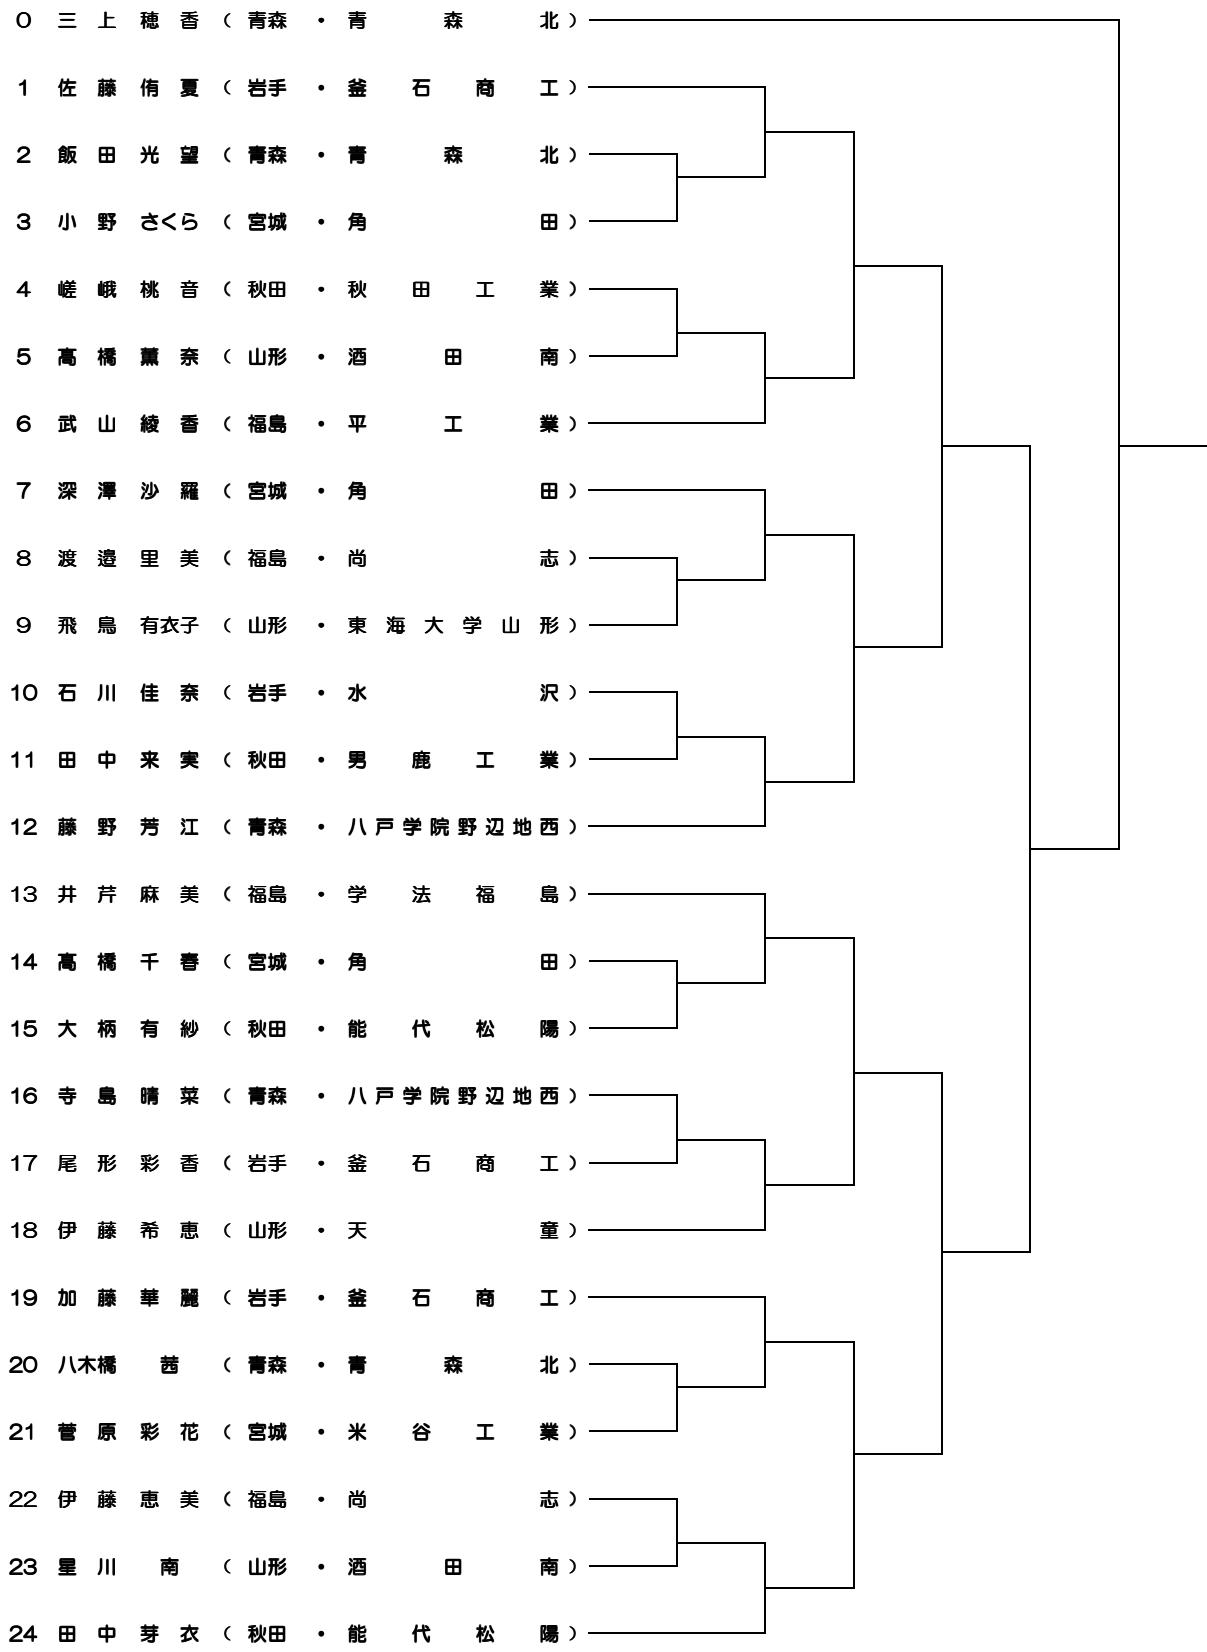 0 三上穂香(青森・青森北)
1 佐藤侑夏(岩手・釜石商工)
2 飯田光望(青森・青森北)
3 小野さくら(宮城・角田)
4 嵯峨桃音(秋田・秋田工業)
5 高橋薫奈(山形・酒田南)
6 武山綾香(福島・平工業)
7 深澤沙羅(宮城・角田)
8 渡邉里美(福島・尚志)
9 飛鳥有衣子(山形・東海大学山形)
10 石川佳奈(岩手・水沢)
11 田中来実(秋田・男鹿工業)
12 藤野芳江(青森・八戸学院野辺地西)
13 井芹麻美(福島・学法福島)
14 高橋千春(宮城・角田)
15 大柄有紗(秋田・能代松陽)
16 寺島晴菜(青森・八戸学院野辺地西)
17 尾形彩香(岩手・釜石商工)
18 伊藤希恵(山形・天童)
19 加藤華麗(岩手・釜石商工)
20 八木橋茜(青森・青森北)
21 菅原彩花(宮城・米谷工業)
22 伊藤恵美(福島・尚志)
23 星川南(山形・酒田南)
24 田中芽衣(秋田・能代松陽)